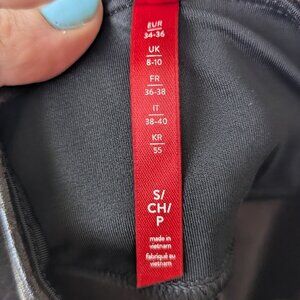 EUR
34-36
UK
8-10
FR
36-38
IT
38-40
KR
55
S/
CH/
P
made in
vietnam
fabriqué au
vietnam